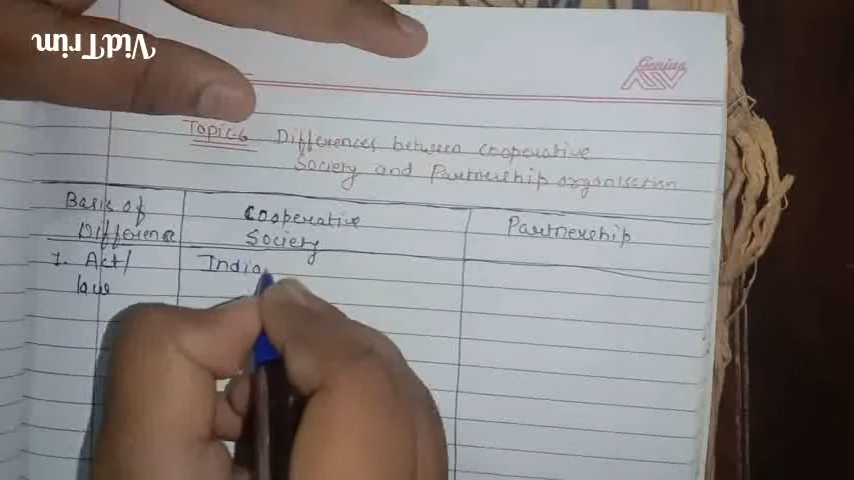 VidTrim
Genius
Topic-6 Differences between cooperative
Society and Partnership organisation
Basis of
Difference
Cooperative
Society
Partnership
1. Act/
law
India